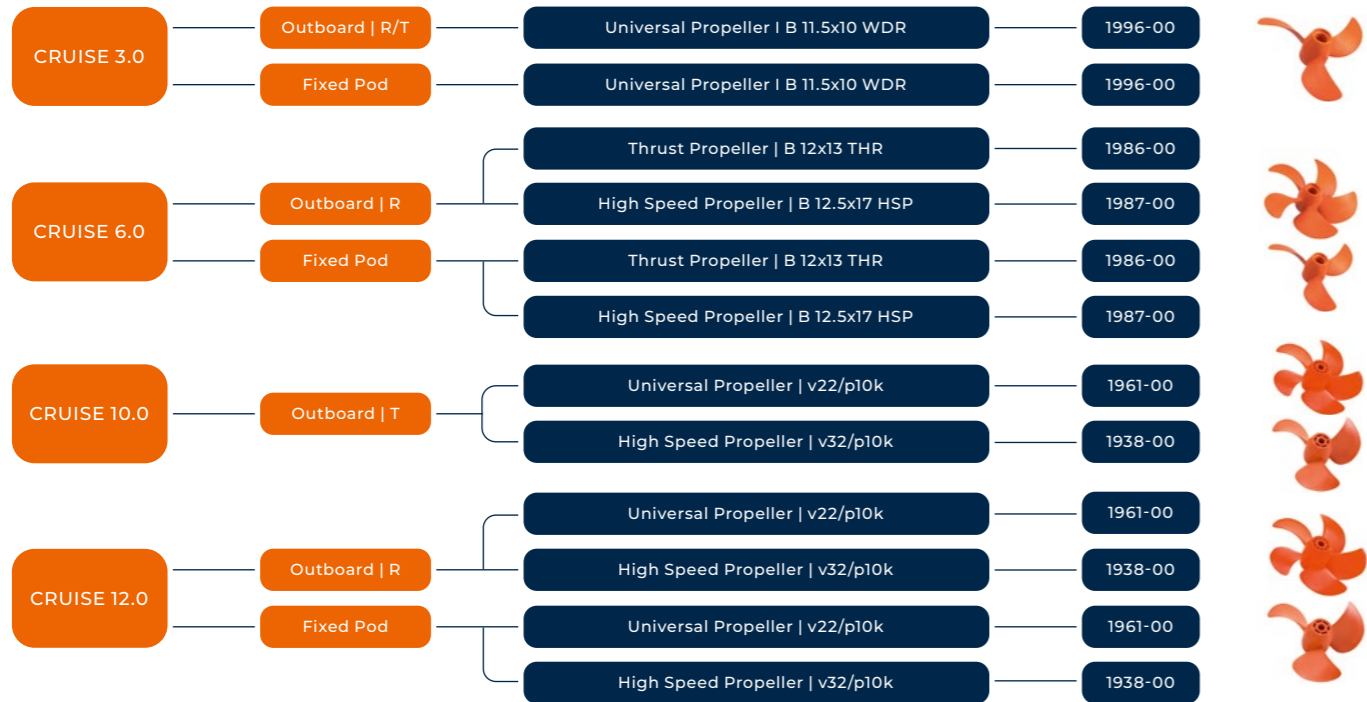 CRUISE 3.0
Outboard | R/T
Universal Propeller I B 11.5x10 WDR
1996-00
Fixed Pod
Universal Propeller I B 11.5x10 WDR
1996-00
CRUISE 6.0
Outboard | R
Thrust Propeller | B 12x13 THR
1986-00
High Speed Propeller | B 12.5x17 HSP
1987-00
Fixed Pod
Thrust Propeller | B 12x13 THR
1986-00
High Speed Propeller | B 12.5x17 HSP
1987-00
CRUISE 10.0
Outboard | T
Universal Propeller | v22/p10k
1961-00
High Speed Propeller | v32/p10k
1938-00
CRUISE 12.0
Outboard | R
Universal Propeller | v22/p10k
1961-00
High Speed Propeller | v32/p10k
1938-00
Fixed Pod
Universal Propeller | v22/p10k
1961-00
High Speed Propeller | v32/p10k
1938-00